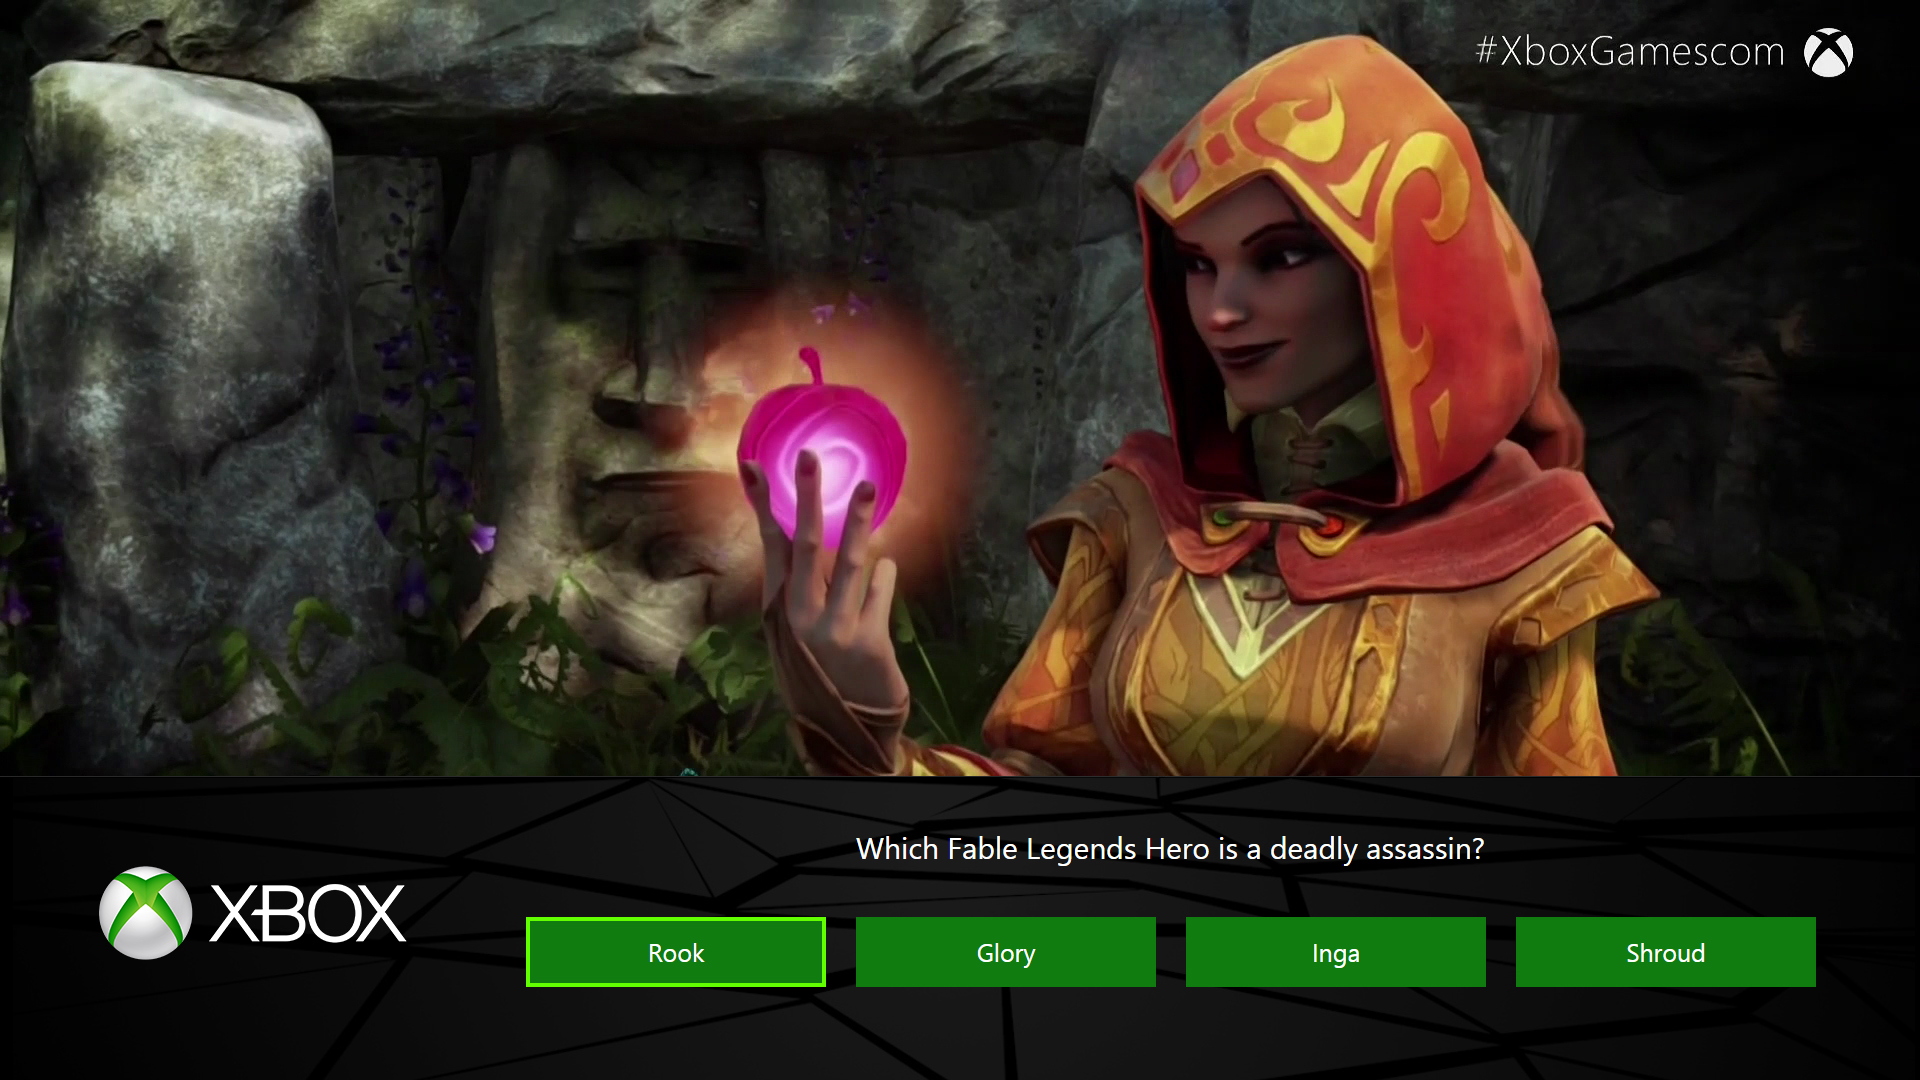 #XboxGamescom
Which Fable Legends Hero is a deadly assassin?
XBOX
Rook
Glory
Inga
Shroud